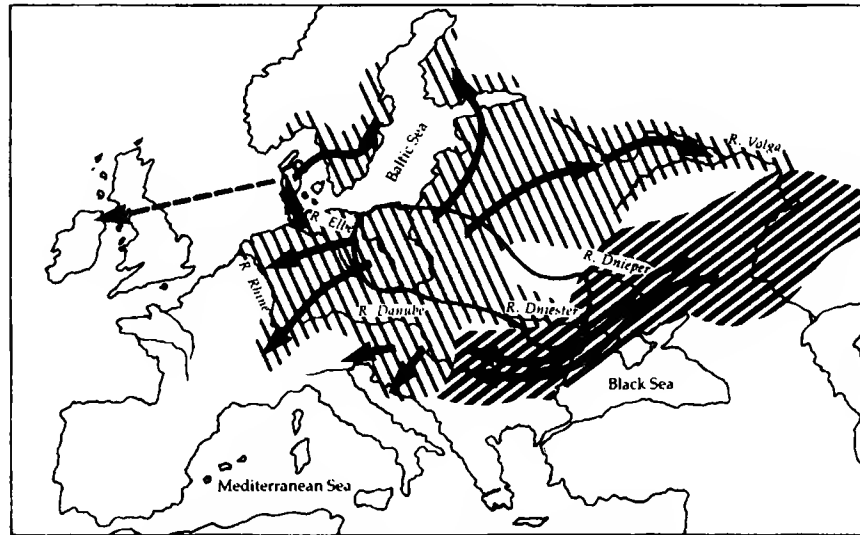 R. Volga
Baltic Sea
R. Elbe
R. Dnieper
R. Rhine
R. Danube
R. Dniester
Black Sea
Mediterranean Sea